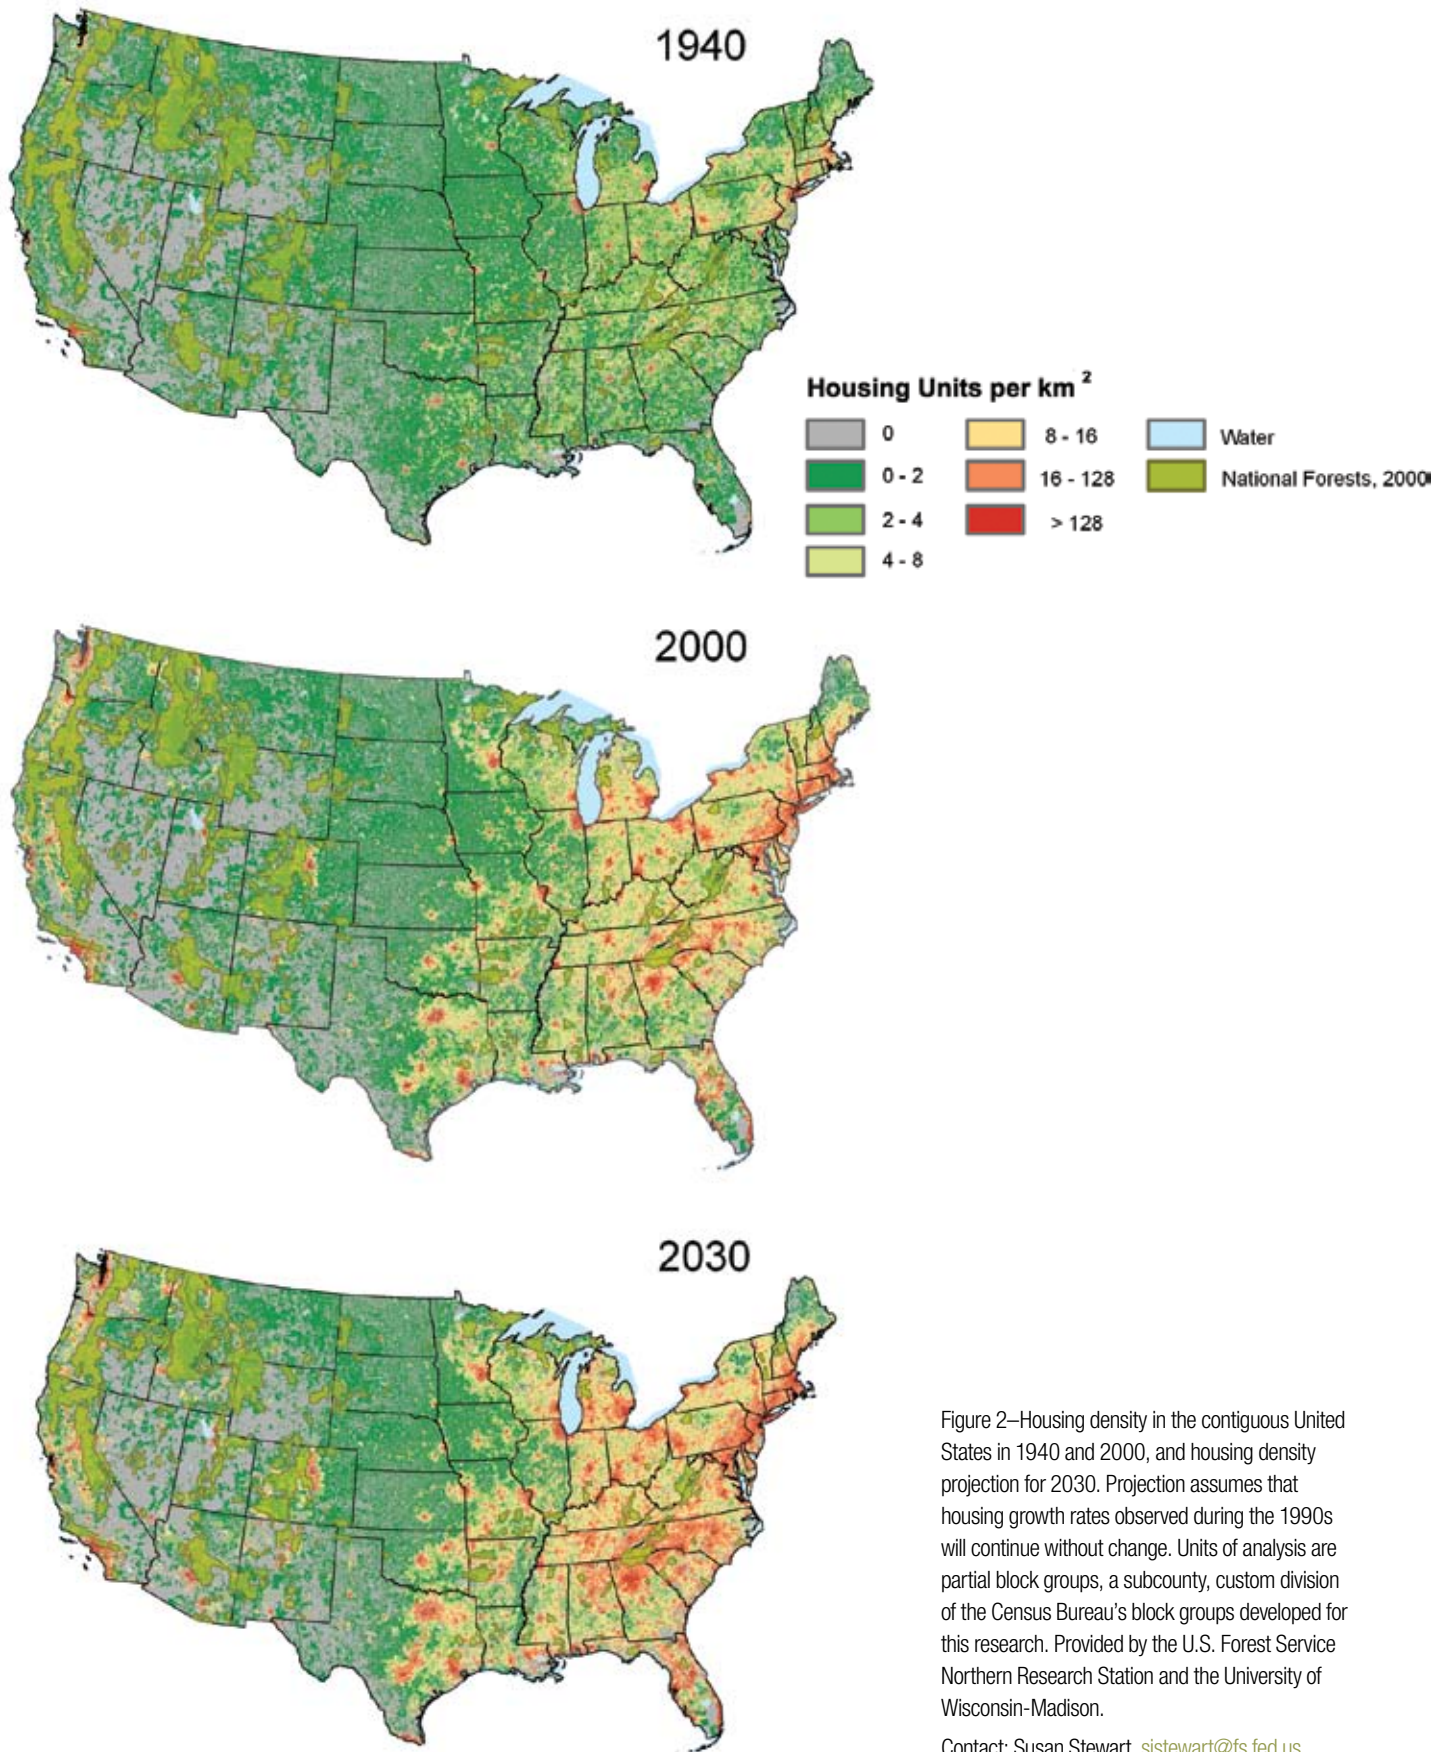 1940
Housing Units per km 2
0
0 - 2
2 - 4
4 - 8
8 - 16
16 - 128
> 128
Water
National Forests, 2000
2000
2030
Figure 2–Housing density in the contiguous United
States in 1940 and 2000, and housing density
projection for 2030. Projection assumes that
housing growth rates observed during the 1990s
will continue without change. Units of analysis are
partial block groups, a subcounty, custom division
of the Census Bureau's block groups developed for
this research. Provided by the U.S. Forest Service
Northern Research Station and the University of
Wisconsin-Madison.
Contact: Susan Stewart, sistewart@fs.fed.us